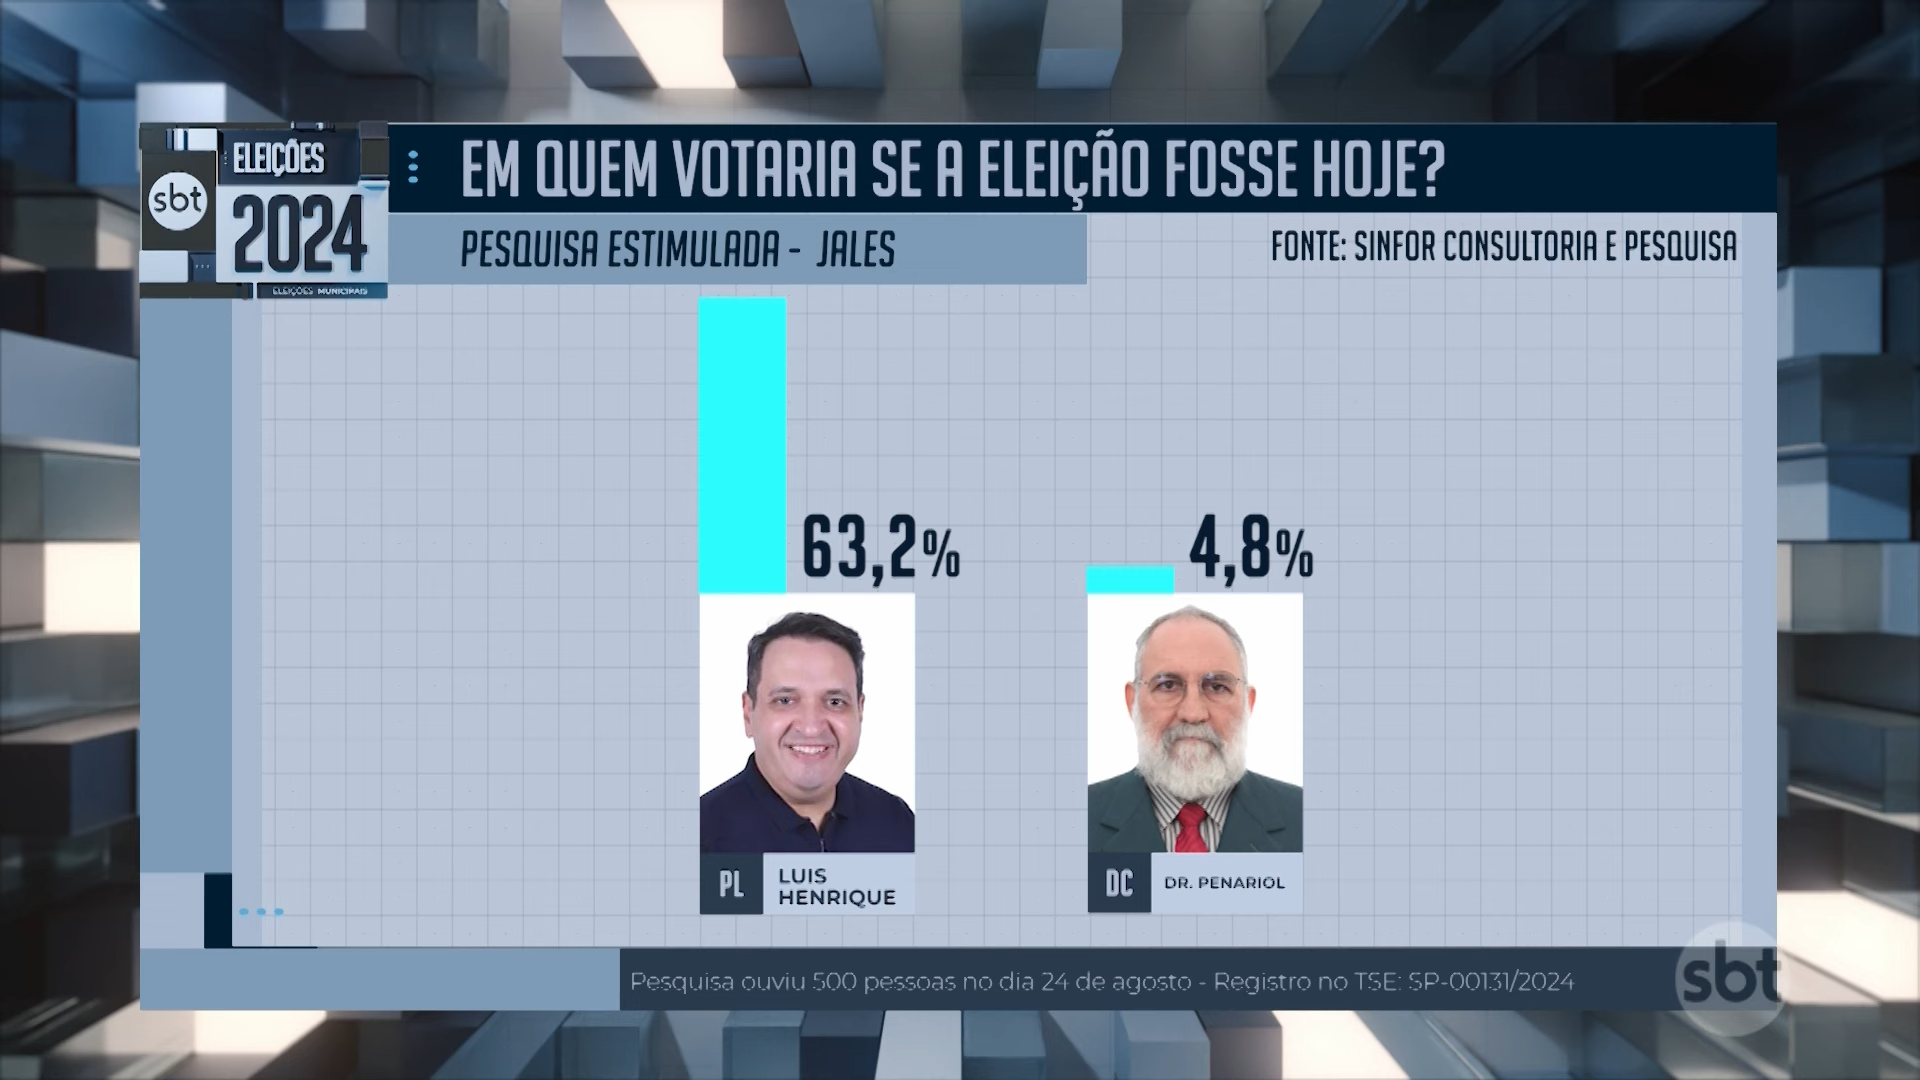 sbt
ELEIÇÕES
2024
ELEIÇÕES MUNICIPAIS
EM QUEM VOTARIA SE A ELEIÇÃO FOSSE HOJE?
PESQUISA ESTIMULADA - JALES
FONTE: SINFOR CONSULTORIA E PESQUISA
63,2%
4,8%
PL
LUIS
HENRIQUE
DC
DR. PENARIOL
Pesquisa ouviu 500 pessoas no dia 24 de agosto - Registro no TSE: SP-00131/2024
sbt